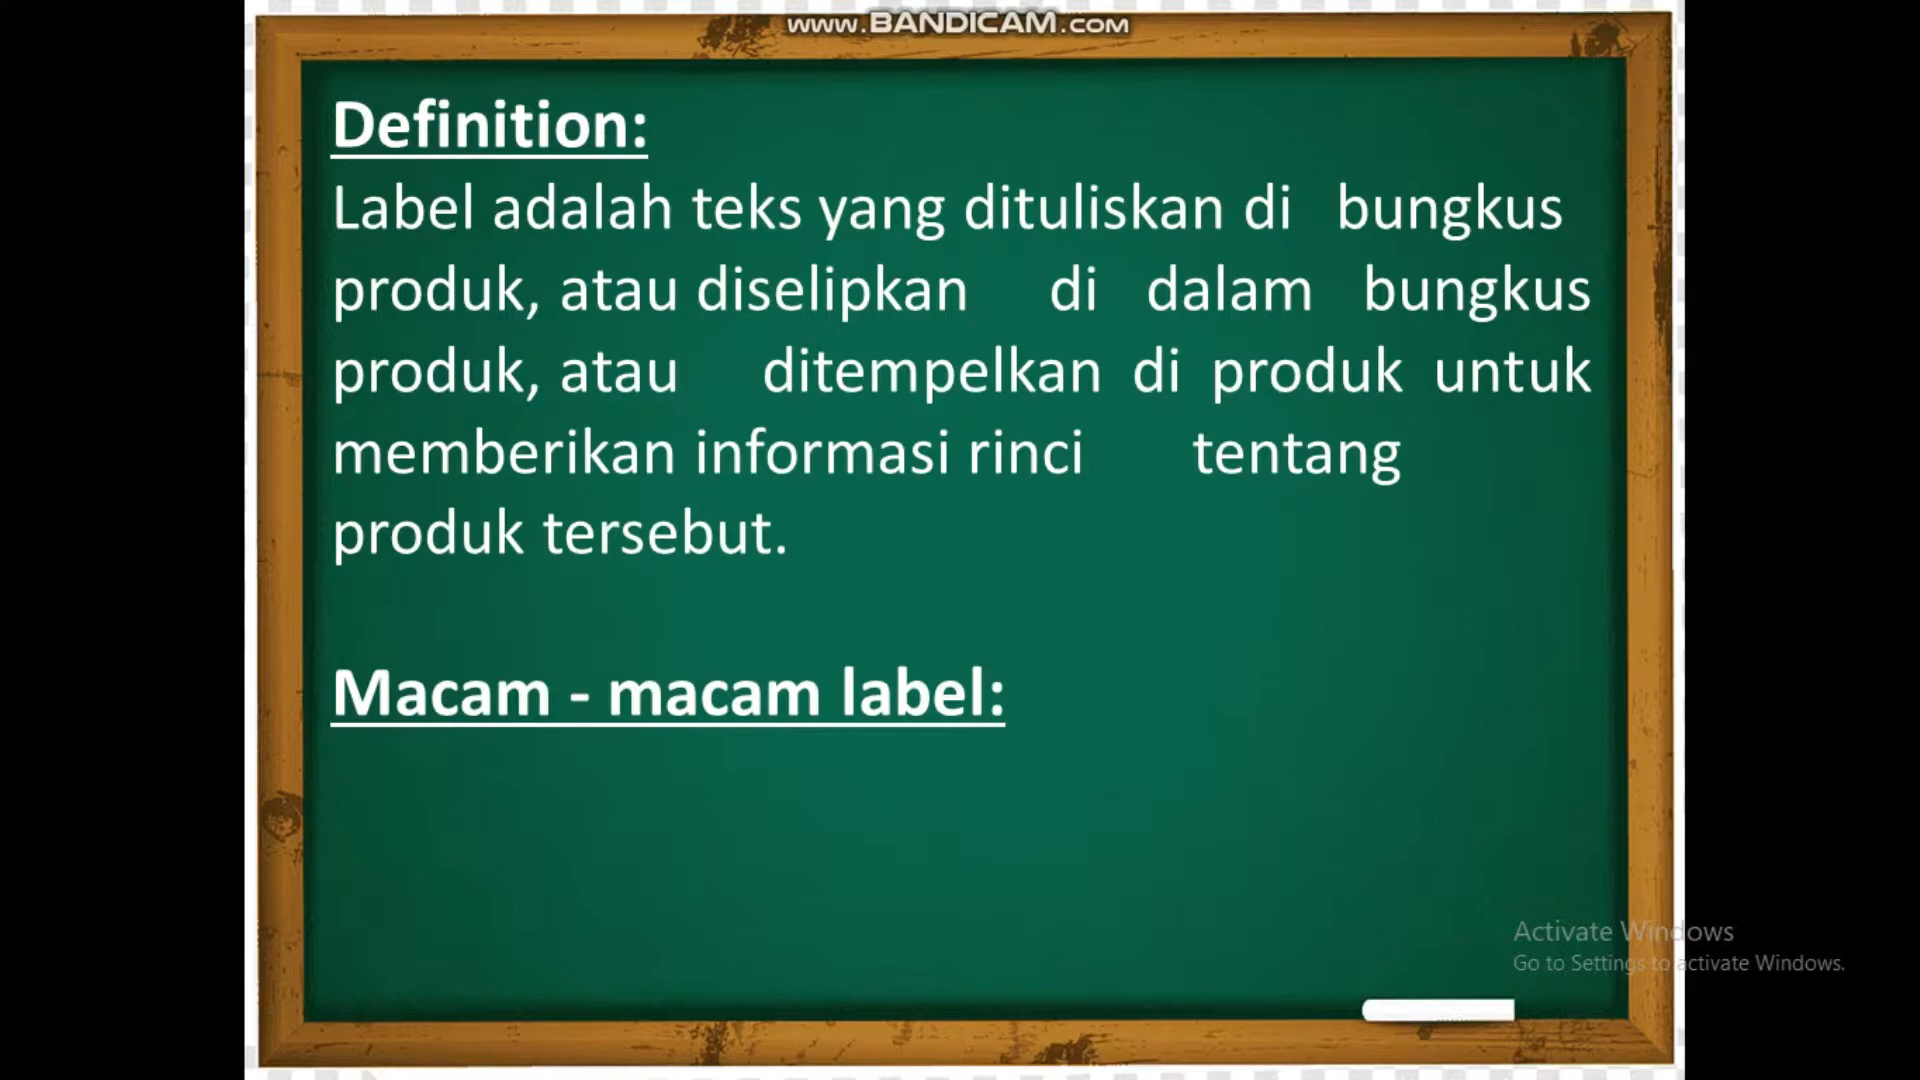 www.BANDICAM.com
Definition:
Label adalah teks yang dituliskan di bungkus
produk, atau diselipkan di dalam bungkus
produk, atau ditempelkan di produk untuk
memberikan informasi rinci tentang
produk tersebut.
Macam - macam label:
Activate Windows
Go to Settings to activate Windows.